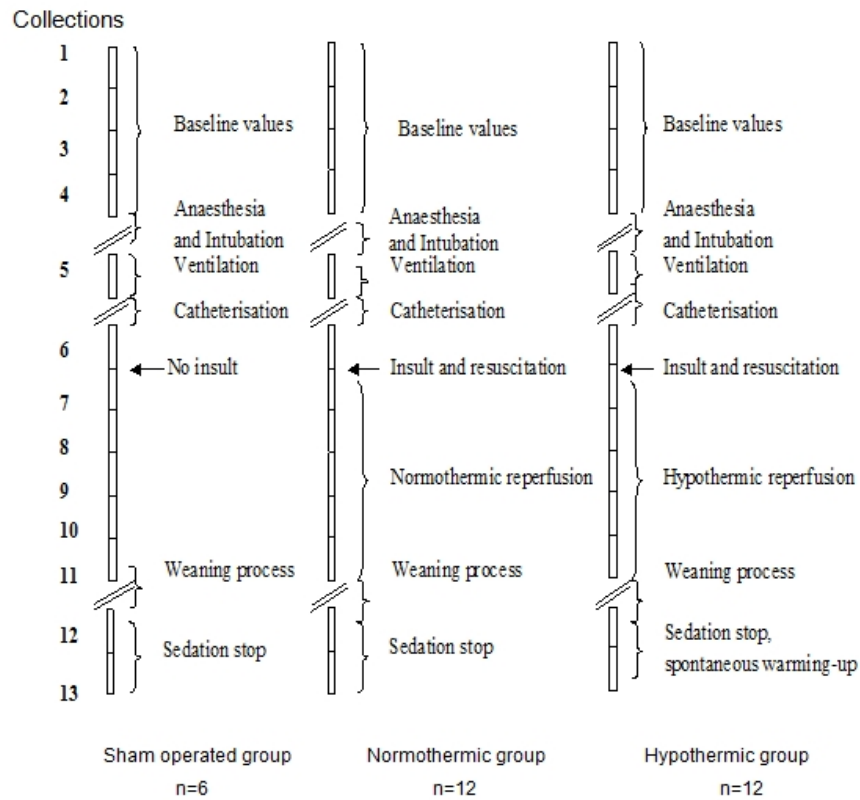 Collections
1
2
3
4
5
6
7
8
9
10
11
12
13
Baseline values
Anaesthesia
and Intubation
Ventilation
Catheterisation
No insult
Weaning process
Sedation stop
Sham operated group
n=6
Baseline values
Anaesthesia
and Intubation
Ventilation
Catheterisation
Insult and resuscitation
Normothermic reperfusion
Weaning process
Sedation stop
Normothermic group
n=12
Baseline values
Anaesthesia
and Intubation
Ventilation
Catheterisation
Insult and resuscitation
Hypothermic reperfusion
Weaning process
Sedation stop,
spontaneous warming-up
Hypothermic group
n=12